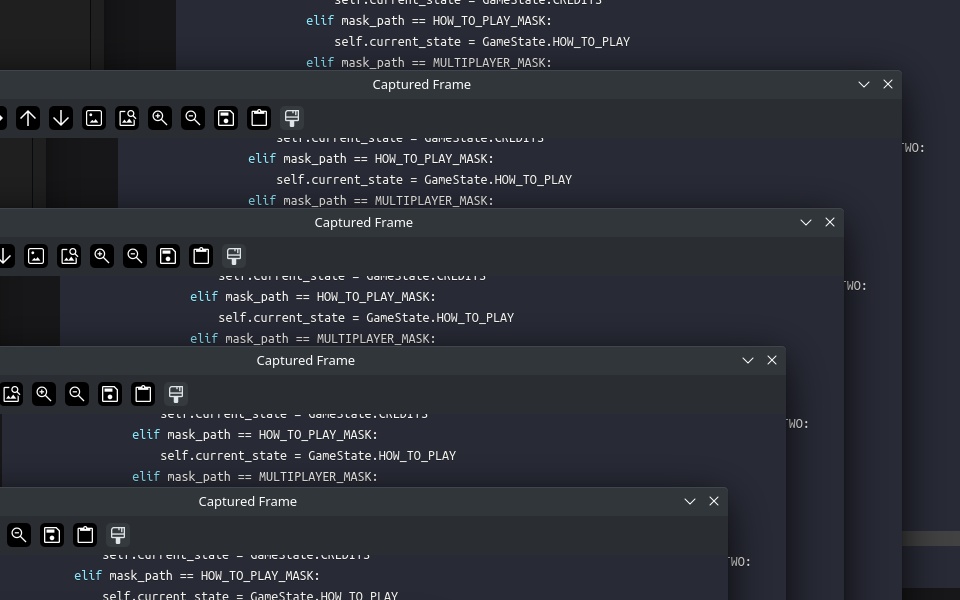 self.current_state = GameState.CREDITS
elif mask_path == HOW_TO_PLAY_MASK:
self.current_state = GameState.HOW_TO_PLAY
elif mask_path == MULTIPLAYER_MASK:
Captured Frame
self.current_state = GameState.CREDITS
TWO:
elif mask_path == HOW_TO_PLAY_MASK:
self.current_state = GameState.HOW_TO_PLAY
elif mask_path == MULTIPLAYER_MASK:
Captured Frame
self.current_state = GameState.CREDITS
TWO:
elif mask_path == HOW_TO_PLAY_MASK:
self.current_state = GameState.HOW_TO_PLAY
elif mask_path == MULTIPLAYER_MASK:
Captured Frame
self.current_state = GameState.CREDITS
TWO:
elif mask_path == HOW_TO_PLAY_MASK:
self.current_state = GameState.HOW_TO_PLAY
elif mask_path == MULTIPLAYER_MASK:
Captured Frame
self.current_state = GameState.CREDITS
TWO:
elif mask_path == HOW_TO_PLAY_MASK:
self.current_state = GameState.HOW_TO_PLAY